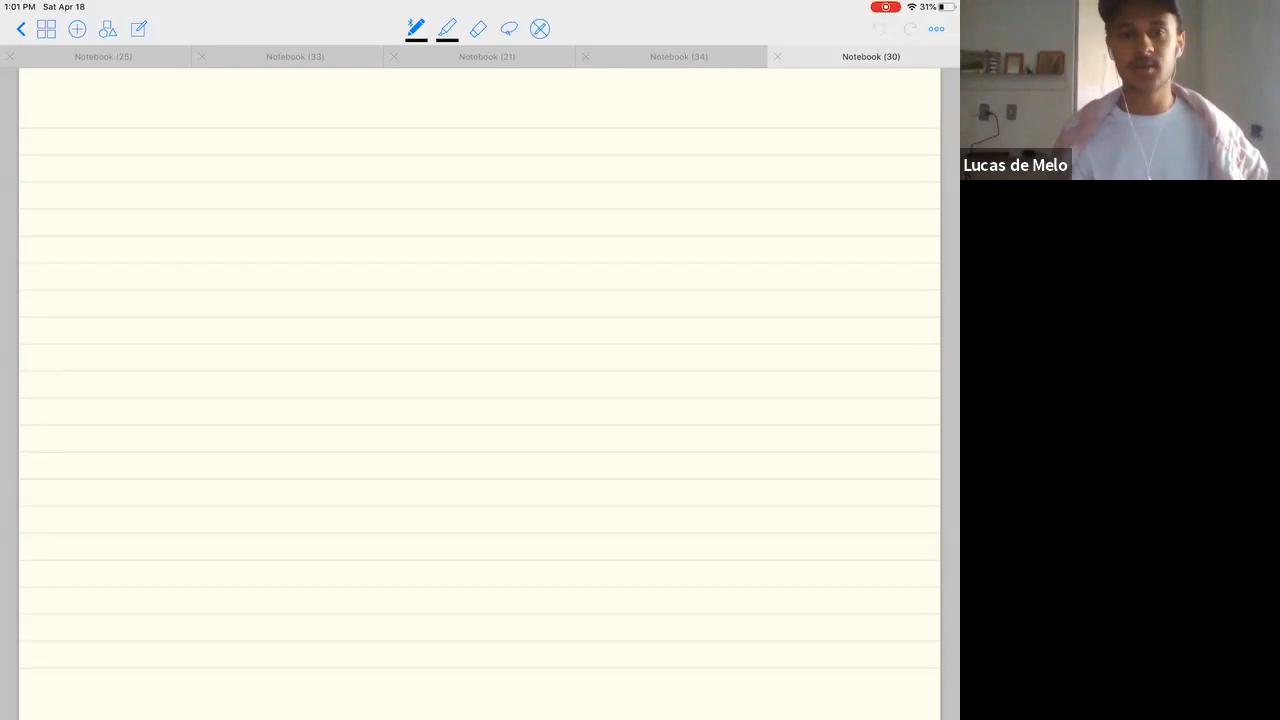 1:01 PM Sat Apr 18
31%
Notebook (25)
Notebook (33)
Notebook (21)
Notebook (34)
Notebook (30)
Lucas de Melo